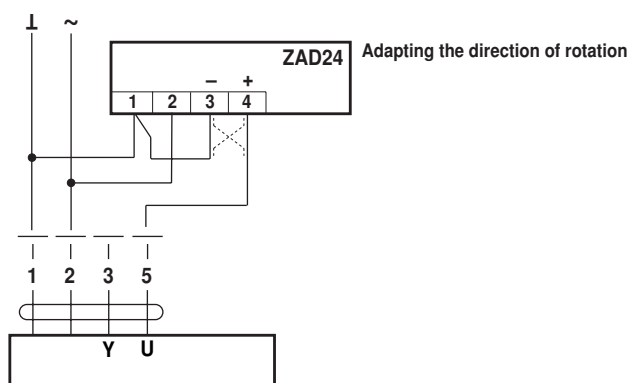 ⊥ ~
ZAD24
Adapting the direction of rotation
– +
1 2 3 4
1 2 3 5
Y U